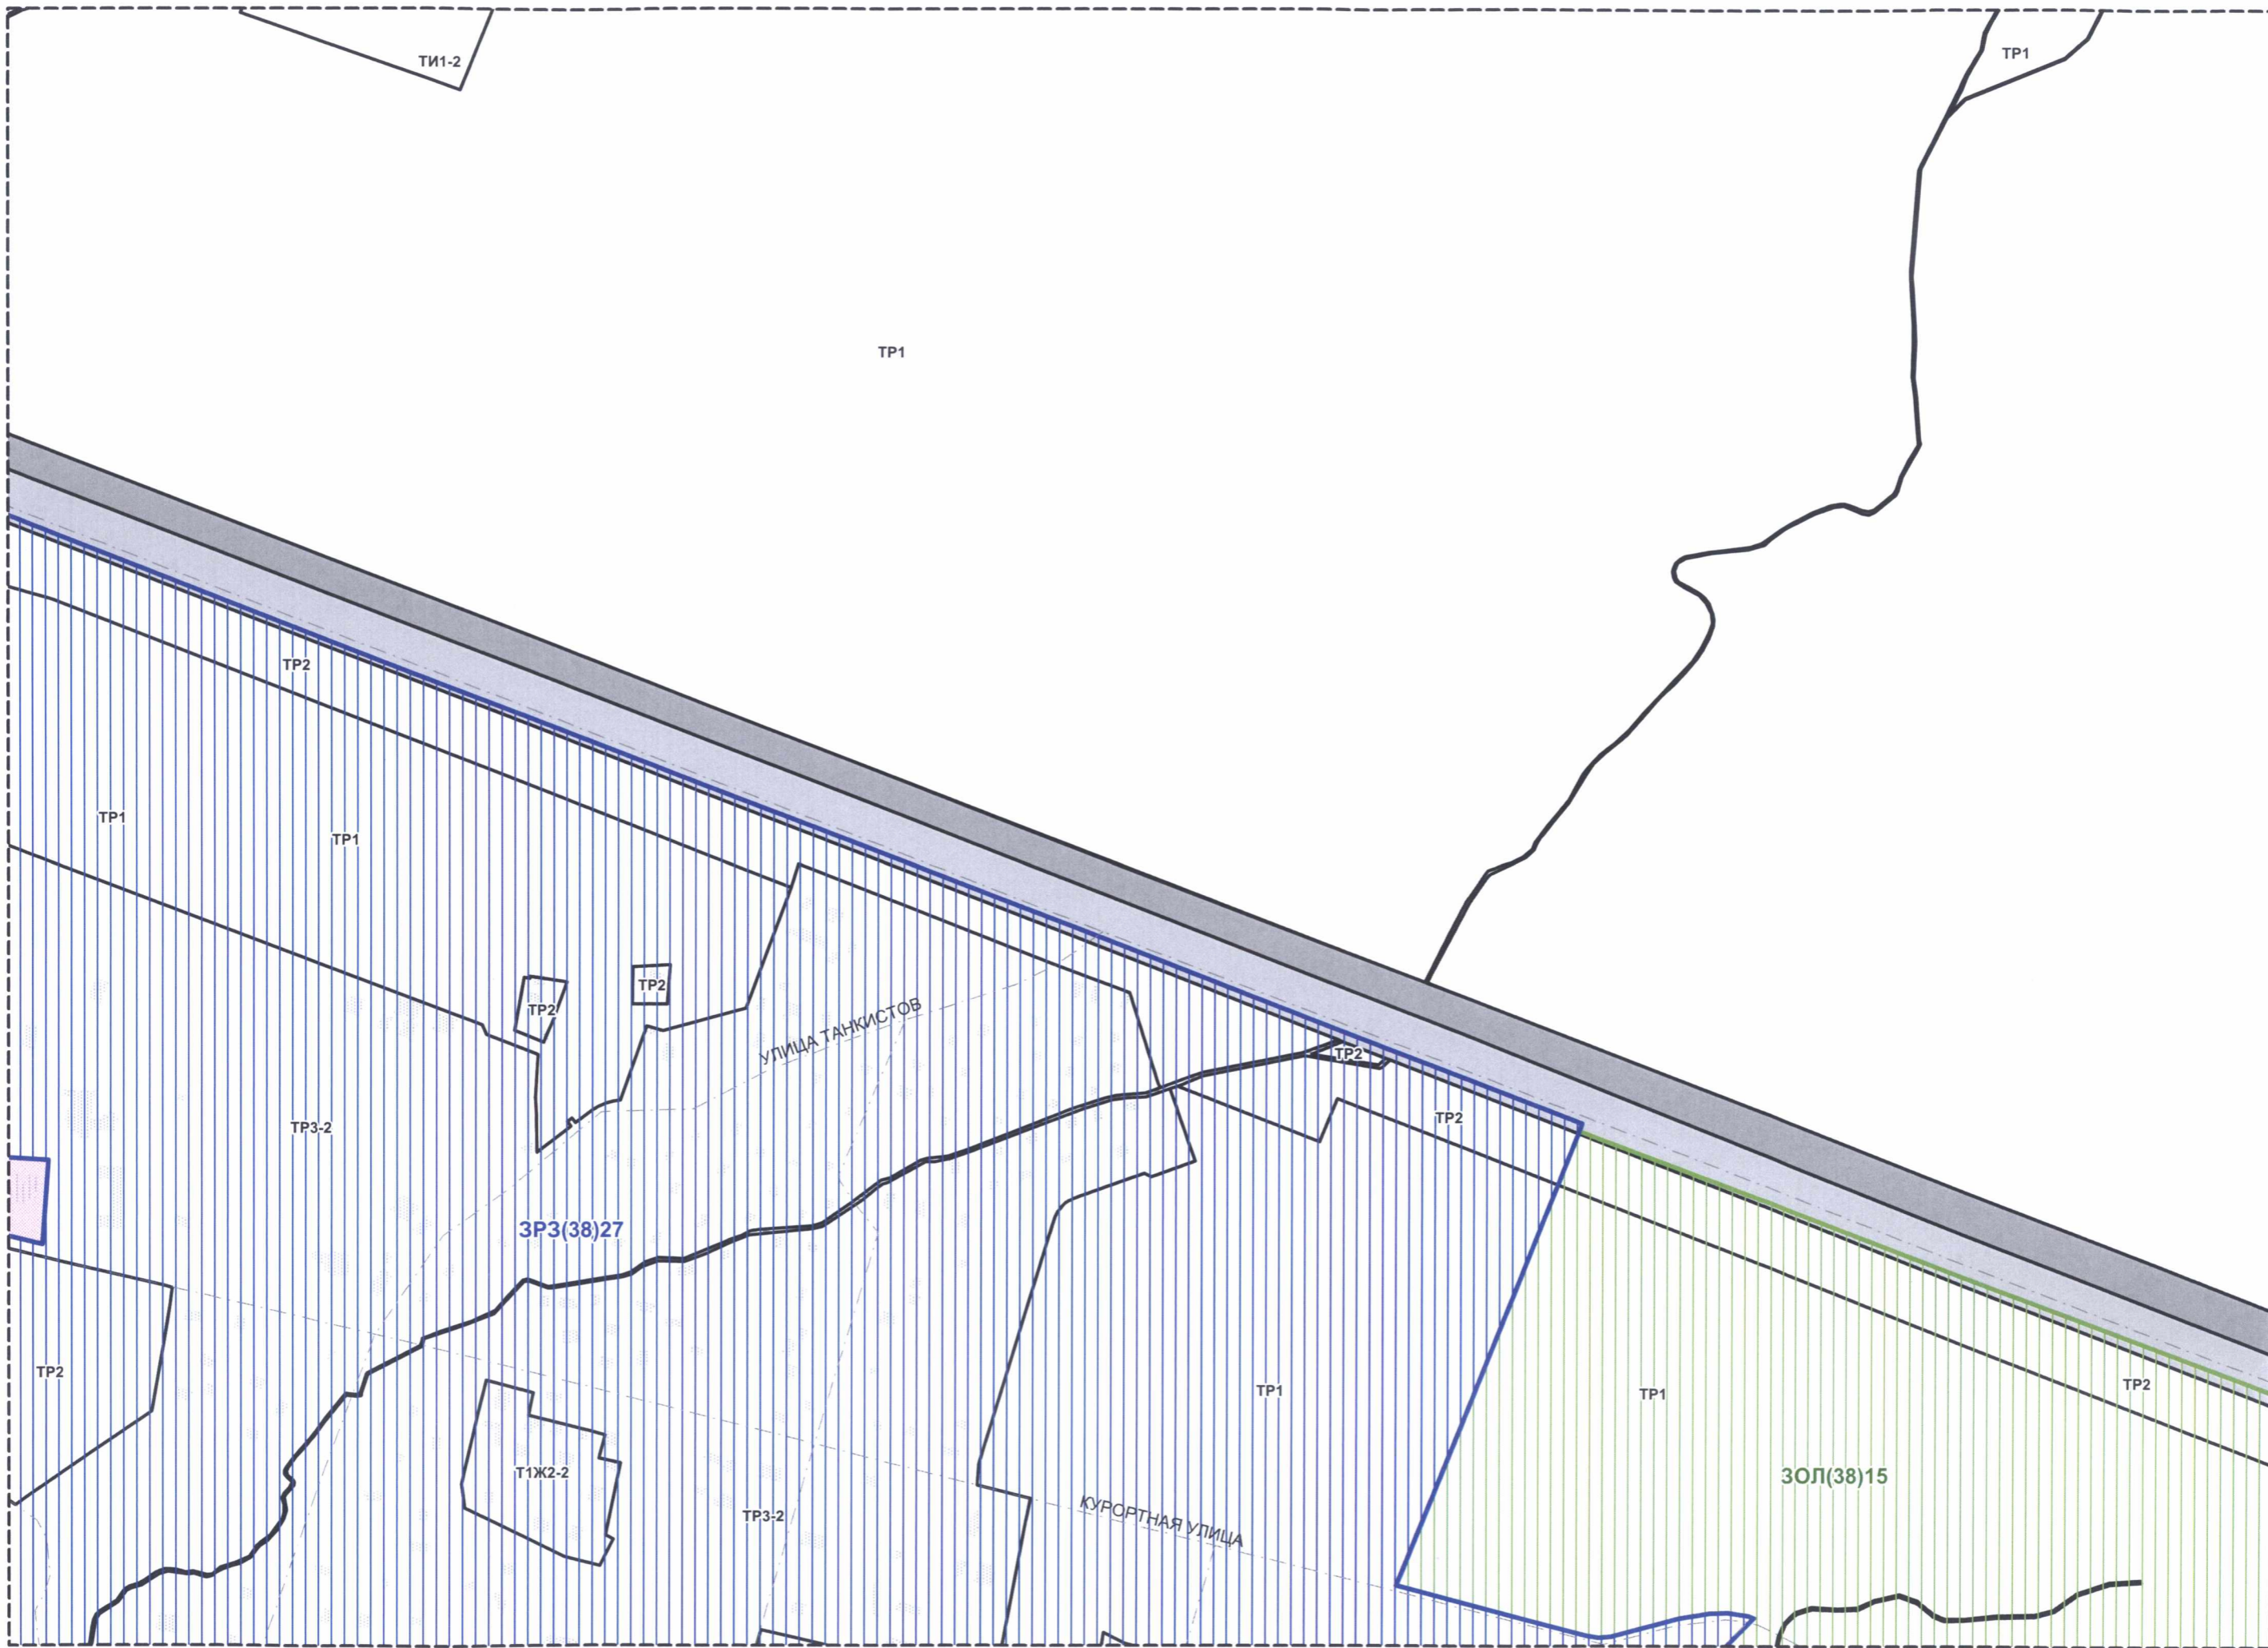 ТР1
ТИ1-2
ТР1
ТР2
ТР1
ТР1
ТР2
ТР2
УЛИЦА ТАНКИСТОВ
ТР2
ТР2
ТР3-2
ЗРЗ(38)27
ТР2
ТР1
ТР1
ТР2
Т1Ж2-2
ЗОЛ(38)15
ТР3-2
КУРОРТНАЯ УЛИЦА